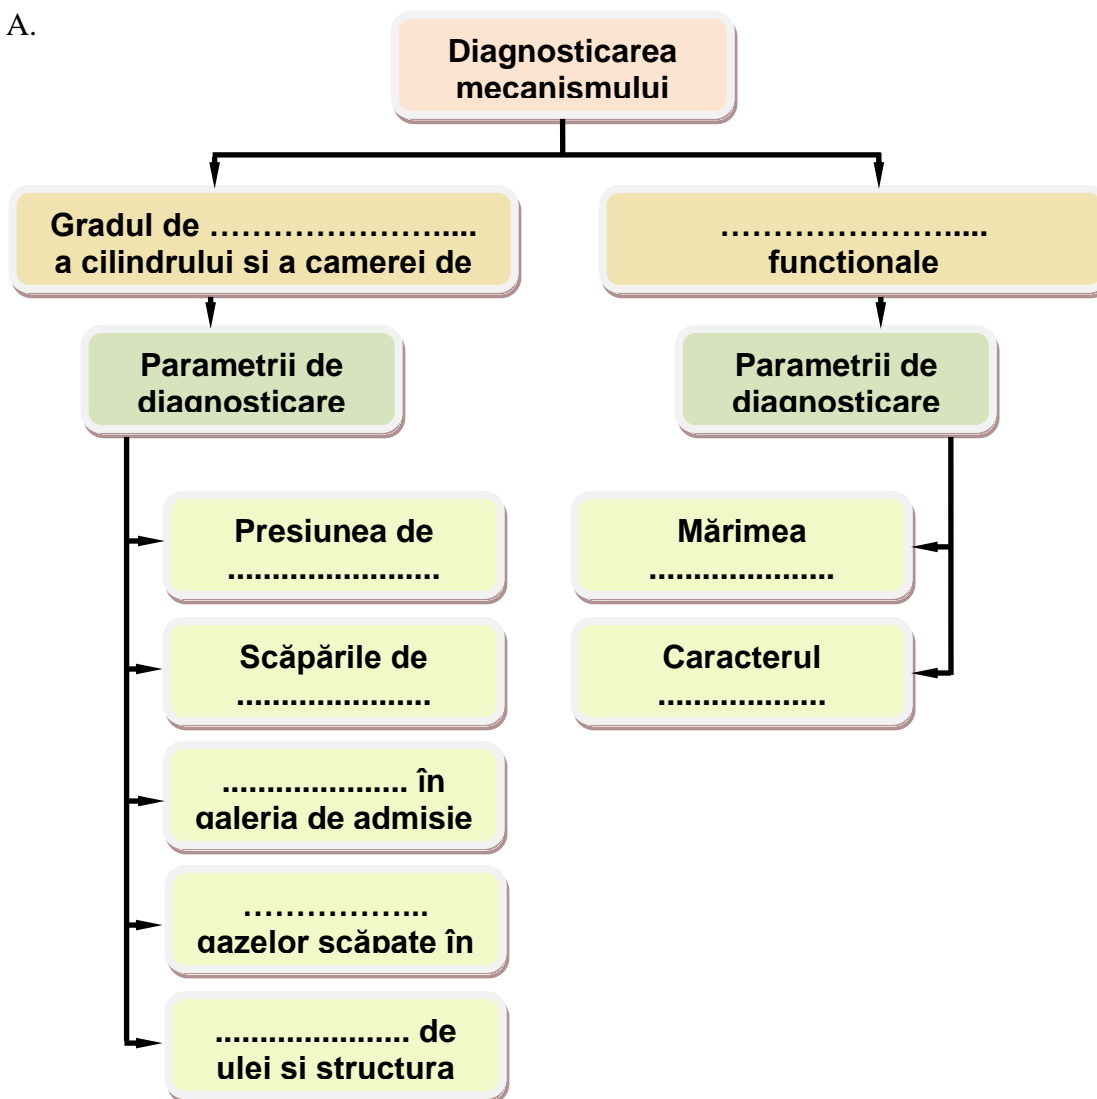 A.
Diagnosticarea
mecanismului
Gradul de ………………….....
a cilindrului si a camerei de
…………………....
functionale
Parametrii de
diagnosticare
Parametrii de
diagnosticare
Presiunea de
........................
Mărimea
.....................
Scăpările de
......................
Caracterul
...................
..................... în
galeria de admisie
……………...
gazelor scăpate în
...................... de
ulei si structura